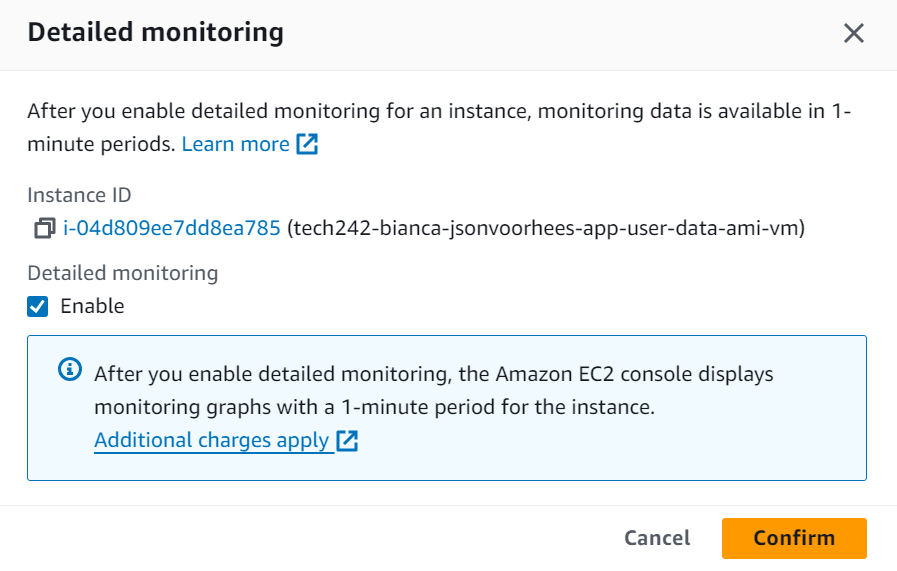 Detailed monitoring
After you enable detailed monitoring for an instance, monitoring data is available in 1-
minute periods. Learn more
Instance ID
i-04d809ee7dd8ea785 (tech242-bianca-jsonvoorhees-app-user-data-ami-vm)
Detailed monitoring
Enable
After you enable detailed monitoring, the Amazon EC2 console displays
monitoring graphs with a 1-minute period for the instance.
Additional charges apply
Cancel Confirm